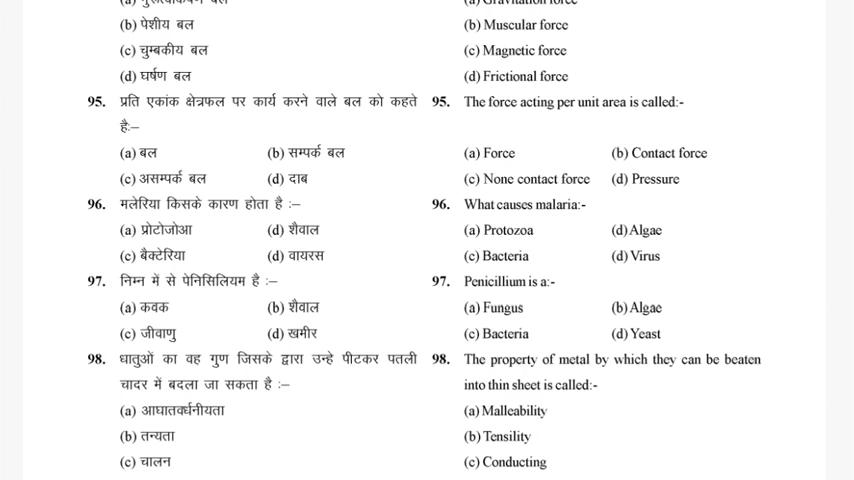 (b) पेशीय बल
(c) चुम्बकीय बल
(d) घर्षण बल
95. प्रति एकांक क्षेत्रफल पर कार्य करने वाले बल को कहते
है:–
(a) बल (b) सम्पर्क बल
(c) असम्पर्क बल (d) दाब
96. मलेरिया किसके कारण होता है :–
(a) प्रोटोजोआ (d) शैवाल
(c) बैक्टेरिया (d) वायरस
97. निम्न में से पेनिसिलियम है :–
(a) कवक (b) शैवाल
(c) जीवाणु (d) खमीर
98. धातुओं का वह गुण जिसके द्वारा उन्हे पीटकर पतली
चादर में बदला जा सकता है :–
(a) आघातवर्धनीयता
(b) तन्यता
(c) चालन
(a) Gravitation force
(b) Muscular force
(c) Magnetic force
(d) Frictional force
95. The force acting per unit area is called:-
(a) Force (b) Contact force
(c) None contact force (d) Pressure
96. What causes malaria:-
(a) Protozoa (d) Algae
(c) Bacteria (d) Virus
97. Penicillium is a:-
(a) Fungus (b) Algae
(c) Bacteria (d) Yeast
98. The property of metal by which they can be beaten
into thin sheet is called:-
(a) Malleability
(b) Tensility
(c) Conducting